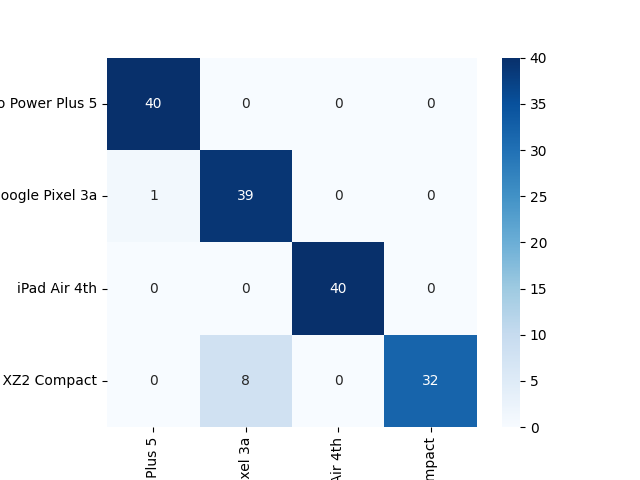 40
40 0 0 0
35
o Power Plus 5
30
oogle Pixel 3a 1 39 0 0
25
20
iPad Air 4th 0 0 40 0
15
10
XZ2 Compact 0 8 0 32
5
0
Plus 5
xel 3a
Air 4th
mpact